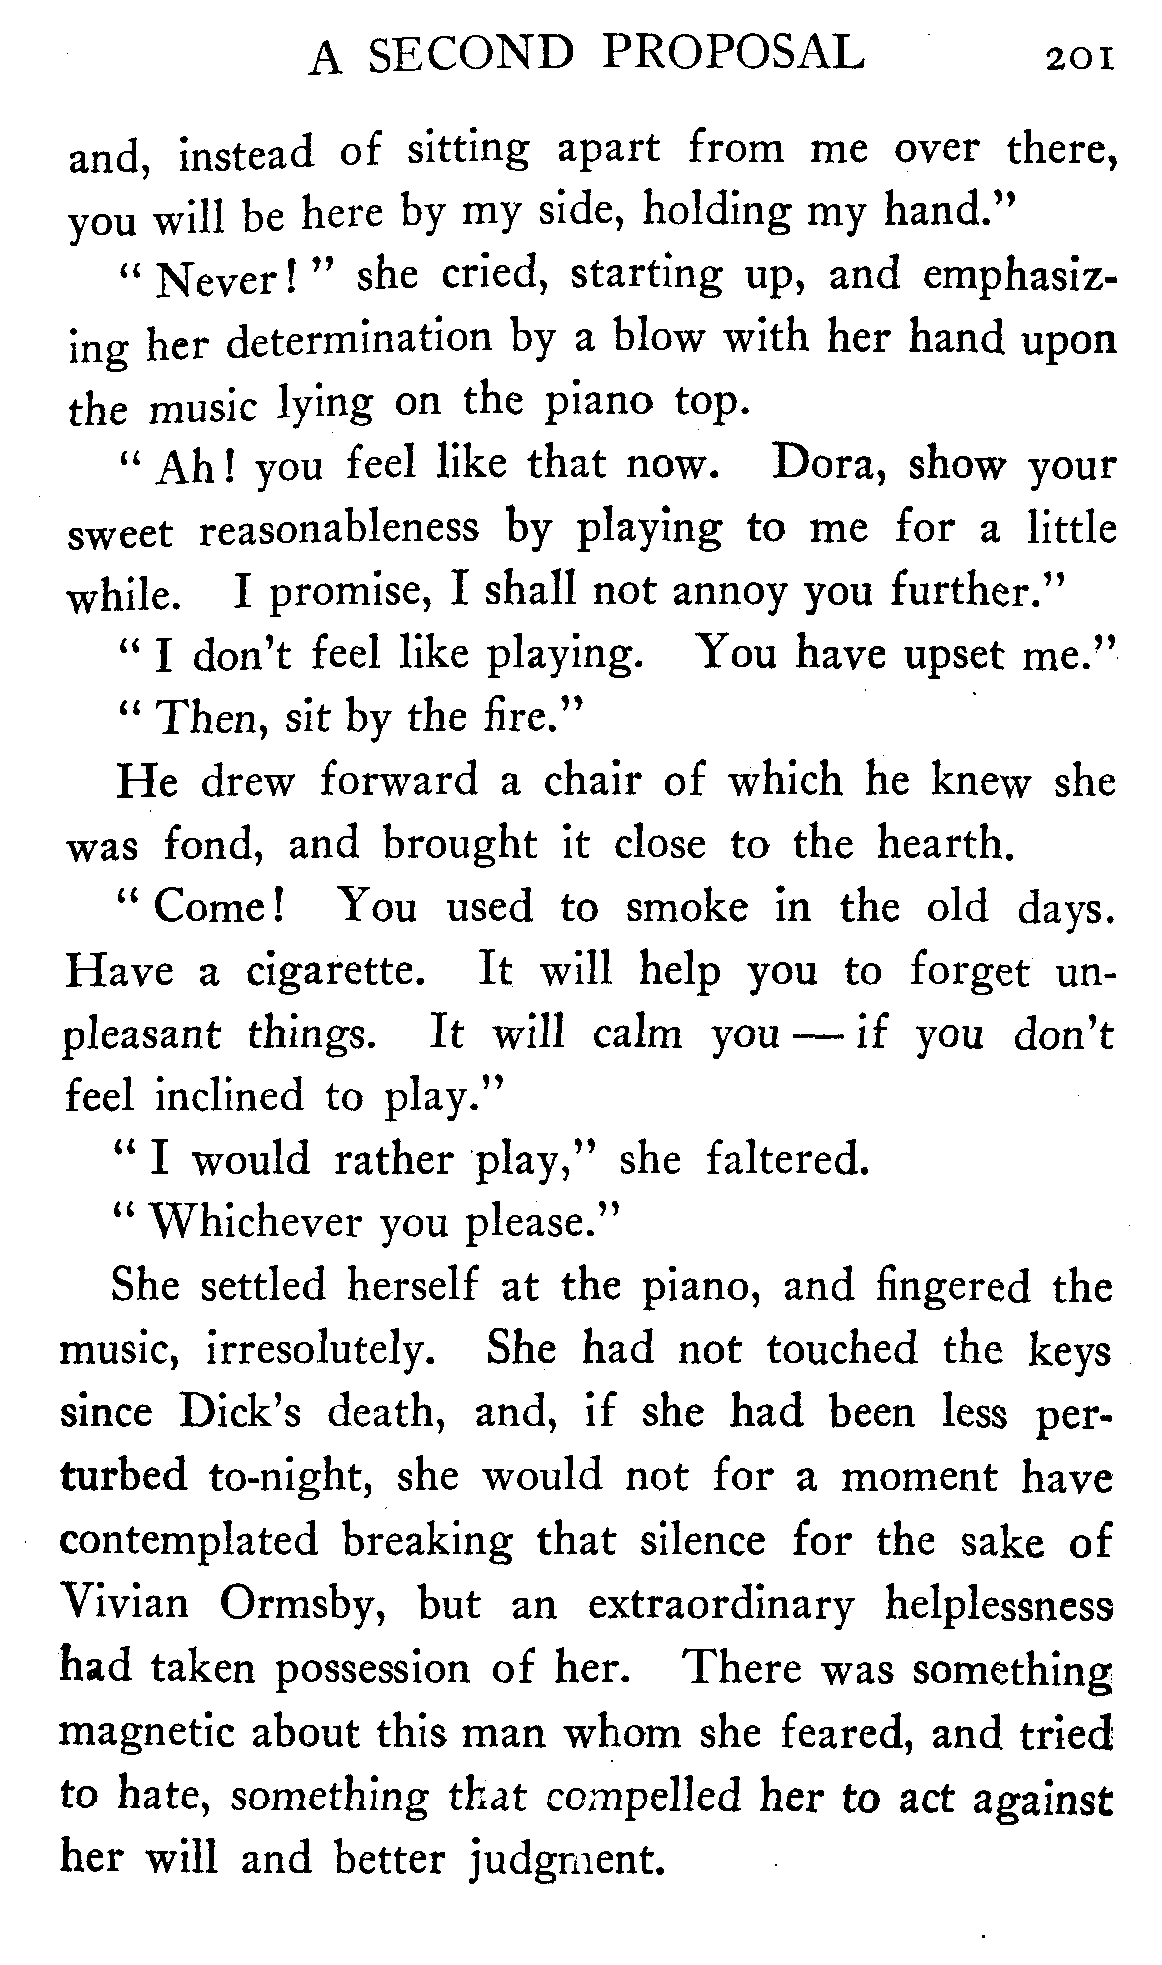 A SECOND PROPOSAL 201
and, instead of sitting apart from me over there,
you will be here by my side, holding my hand."
"Never!" she cried, starting up, and emphasiz-
ing her determination by a blow with her hand upon
the music lying on the piano top.
"Ah! you feel like that now. Dora, show your
sweet reasonableness by playing to me for a little
while. I promise, I shall not annoy you further."
"I don't feel like playing. You have upset me."
"Then, sit by the fire."
He drew forward a chair of which he knew she
was fond, and brought it close to the hearth.
"Come! You used to smoke in the old days.
Have a cigarette. It will help you to forget un-
pleasant things. It will calm you — if you don't
feel inclined to play."
"I would rather play," she faltered.
"Whichever you please."
She settled herself at the piano, and fingered the
music, irresolutely. She had not touched the keys
since Dick's death, and, if she had been less per-
turbed to-night, she would not for a moment have
contemplated breaking that silence for the sake of
Vivian Ormsby, but an extraordinary helplessness
had taken possession of her. There was something
magnetic about this man whom she feared, and tried
to hate, something that compelled her to act against
her will and better judgment.